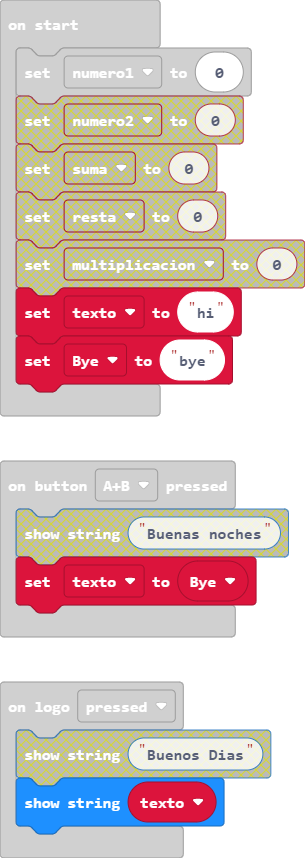 on start
set numero1 to 0
set numero2 to 0
set suma to 0
set resta to 0
set multiplicacion to 0
set texto to "hi"
set Bye to "bye"
on button A+B pressed
show string "Buenas noches"
set texto to Bye
on logo pressed
show string "Buenos Dias"
show string texto